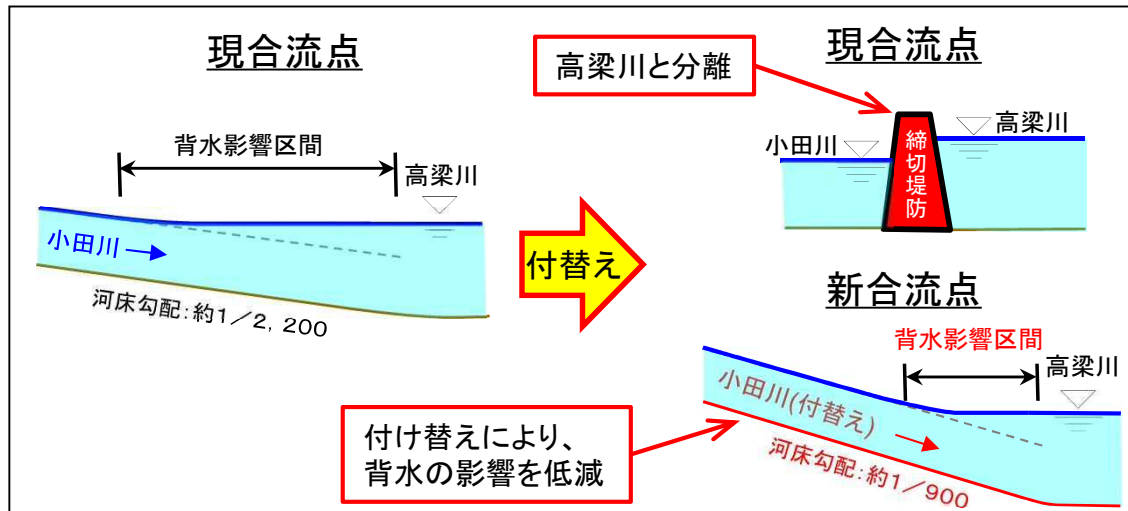 現合流点
背水影響区間
高梁川
小田川
河床勾配:約1/2,200
付替え
現合流点
高梁川と分離
高梁川
小田川
締切堤防
新合流点
背水影響区間
高梁川
小田川(付替え)
河床勾配:約1/900
付け替えにより、
背水の影響を低減